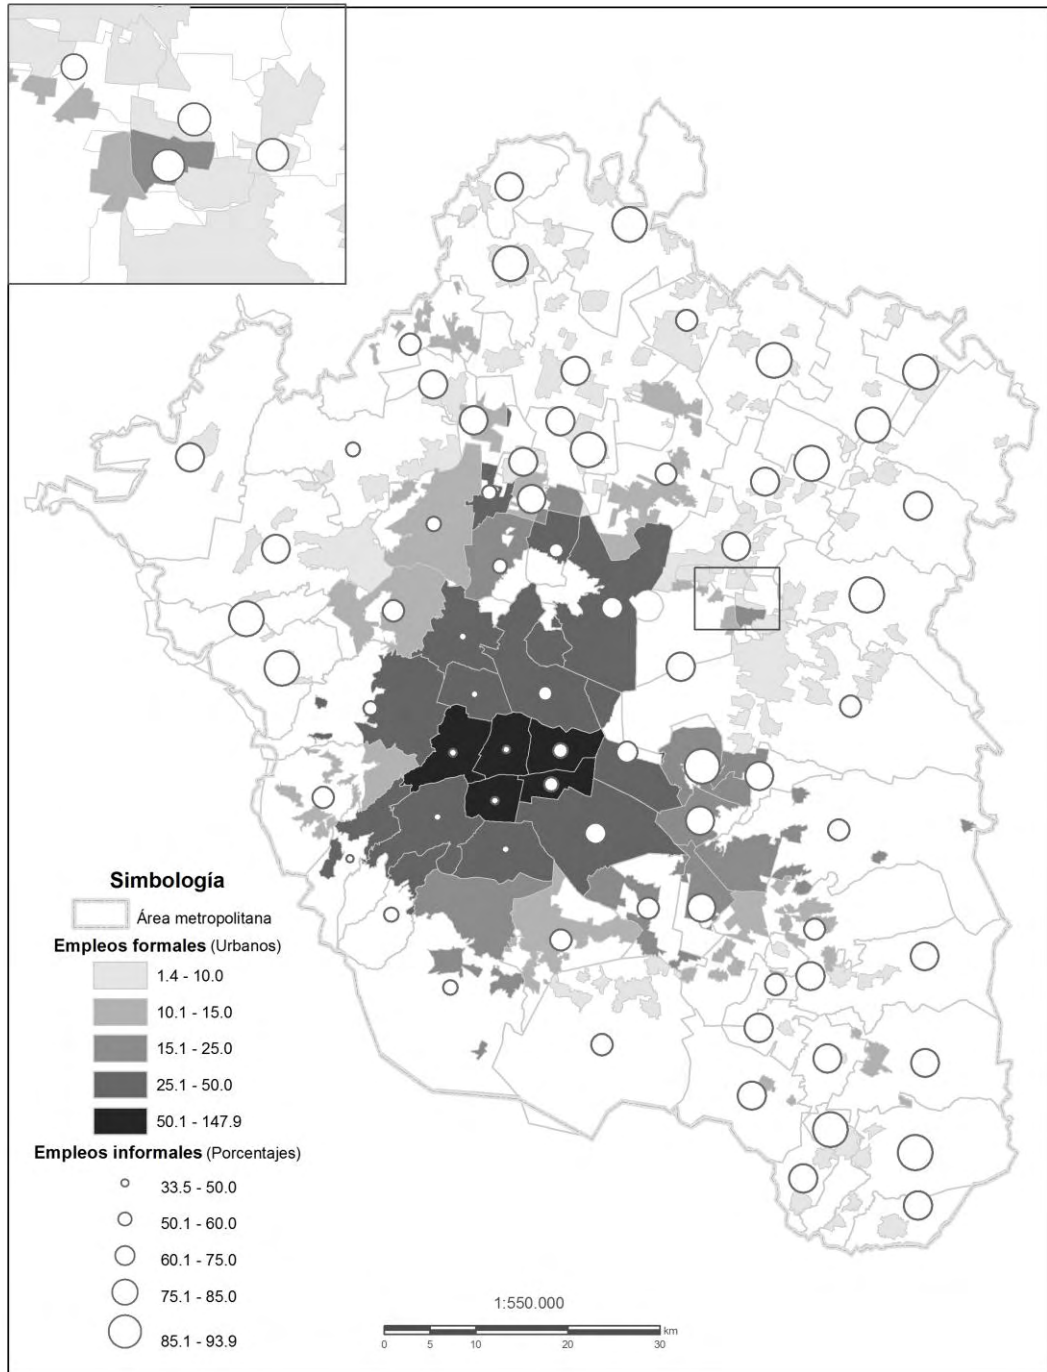 Simbología
Área metropolitana
Empleos formales (Urbanos)
1.4 - 10.0
10.1 - 15.0
15.1 - 25.0
25.1 - 50.0
50.1 - 147.9
Empleos informales (Porcentajes)
33.5 - 50.0
50.1 - 60.0
60.1 - 75.0
75.1 - 85.0
85.1 - 93.9
1:550.000
km
0 5 10 20 30